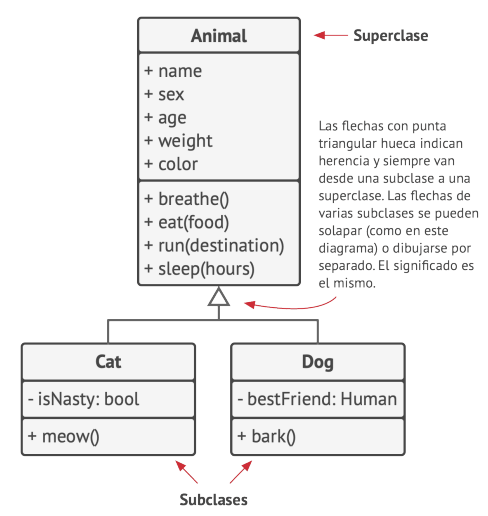 Animal
Superclase
+ name
+ sex
+ age
+ weight
+ color
+ breathe()
+ eat(food)
+ run(destination)
+ sleep(hours)
Las flechas con punta
triangular hueca indican
herencia y siempre van
desde una subclase a una
superclase. Las flechas de
varias subclases se pueden
solapar (como en este
diagrama) o dibujarse por
separado. El significado es
el mismo.
Cat
- isNasty: bool
+ meow()
Dog
- bestFriend: Human
+ bark()
Subclases